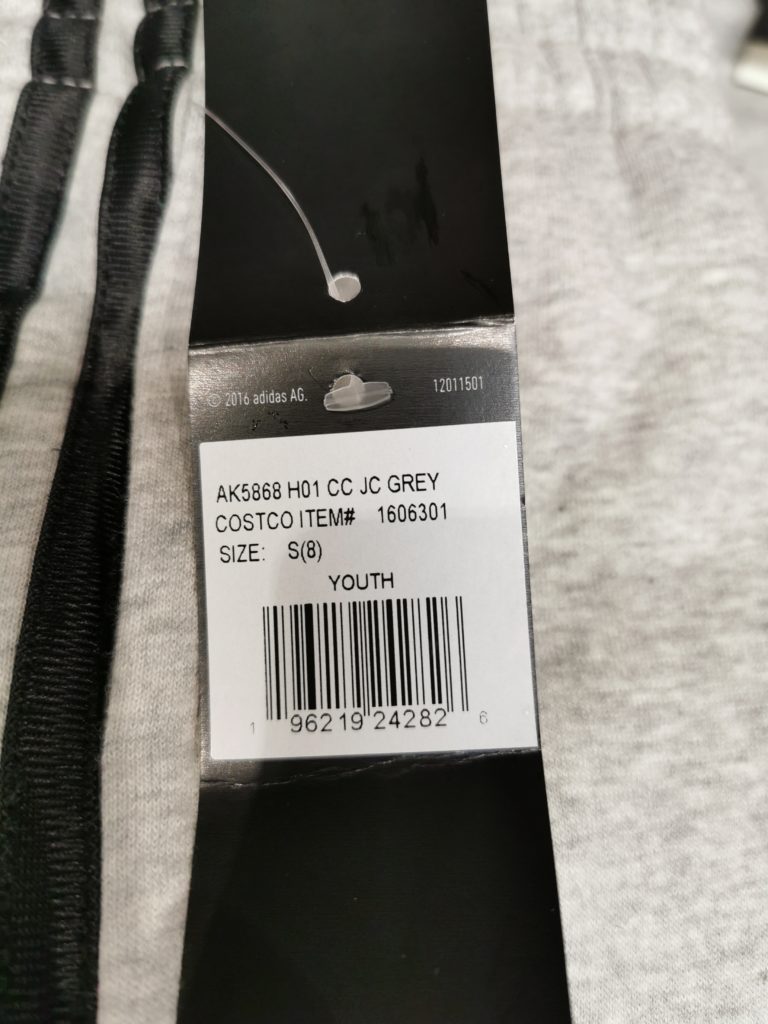 © 2016 adidas AG.
12011501
AK5868 H01 CC JC GREY
COSTCO ITEM# 1606301
SIZE: S(8)
YOUTH
1 96219 24282 6